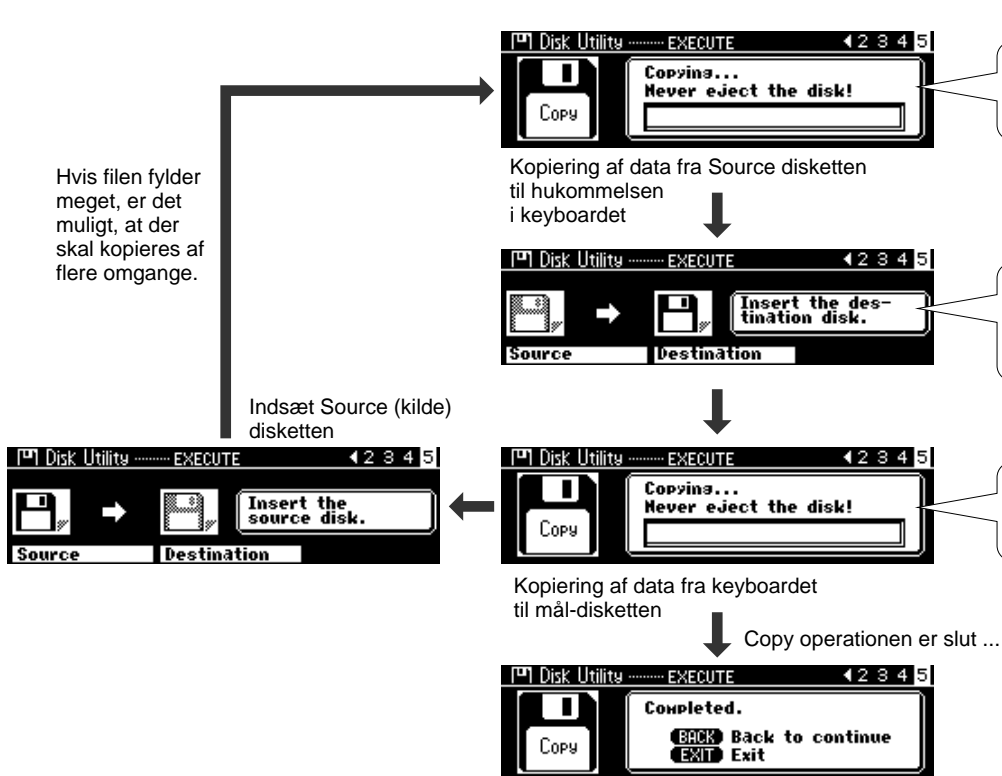 Disk Utility ········· EXECUTE 2 3 4 5
Copying...
Never eject the disk!
Copy
Kopiering af data fra Source disketten
til hukommelsen
i keyboardet
Hvis filen fylder
meget, er det
muligt, at der
skal kopieres af
flere omgange.
Disk Utility ········· EXECUTE 2 3 4 5
Insert the des-
tination disk.
Source Destination
Indsæt Source (kilde)
disketten
Disk Utility ········· EXECUTE 2 3 4 5
Insert the
source disk.
Source Destination
Disk Utility ········· EXECUTE 2 3 4 5
Copying...
Never eject the disk!
Copy
Kopiering af data fra keyboardet
til mål-disketten
Copy operationen er slut ...
Disk Utility ········· EXECUTE 2 3 4 5
Completed.
BACK Back to continue
EXIT Exit
Copy